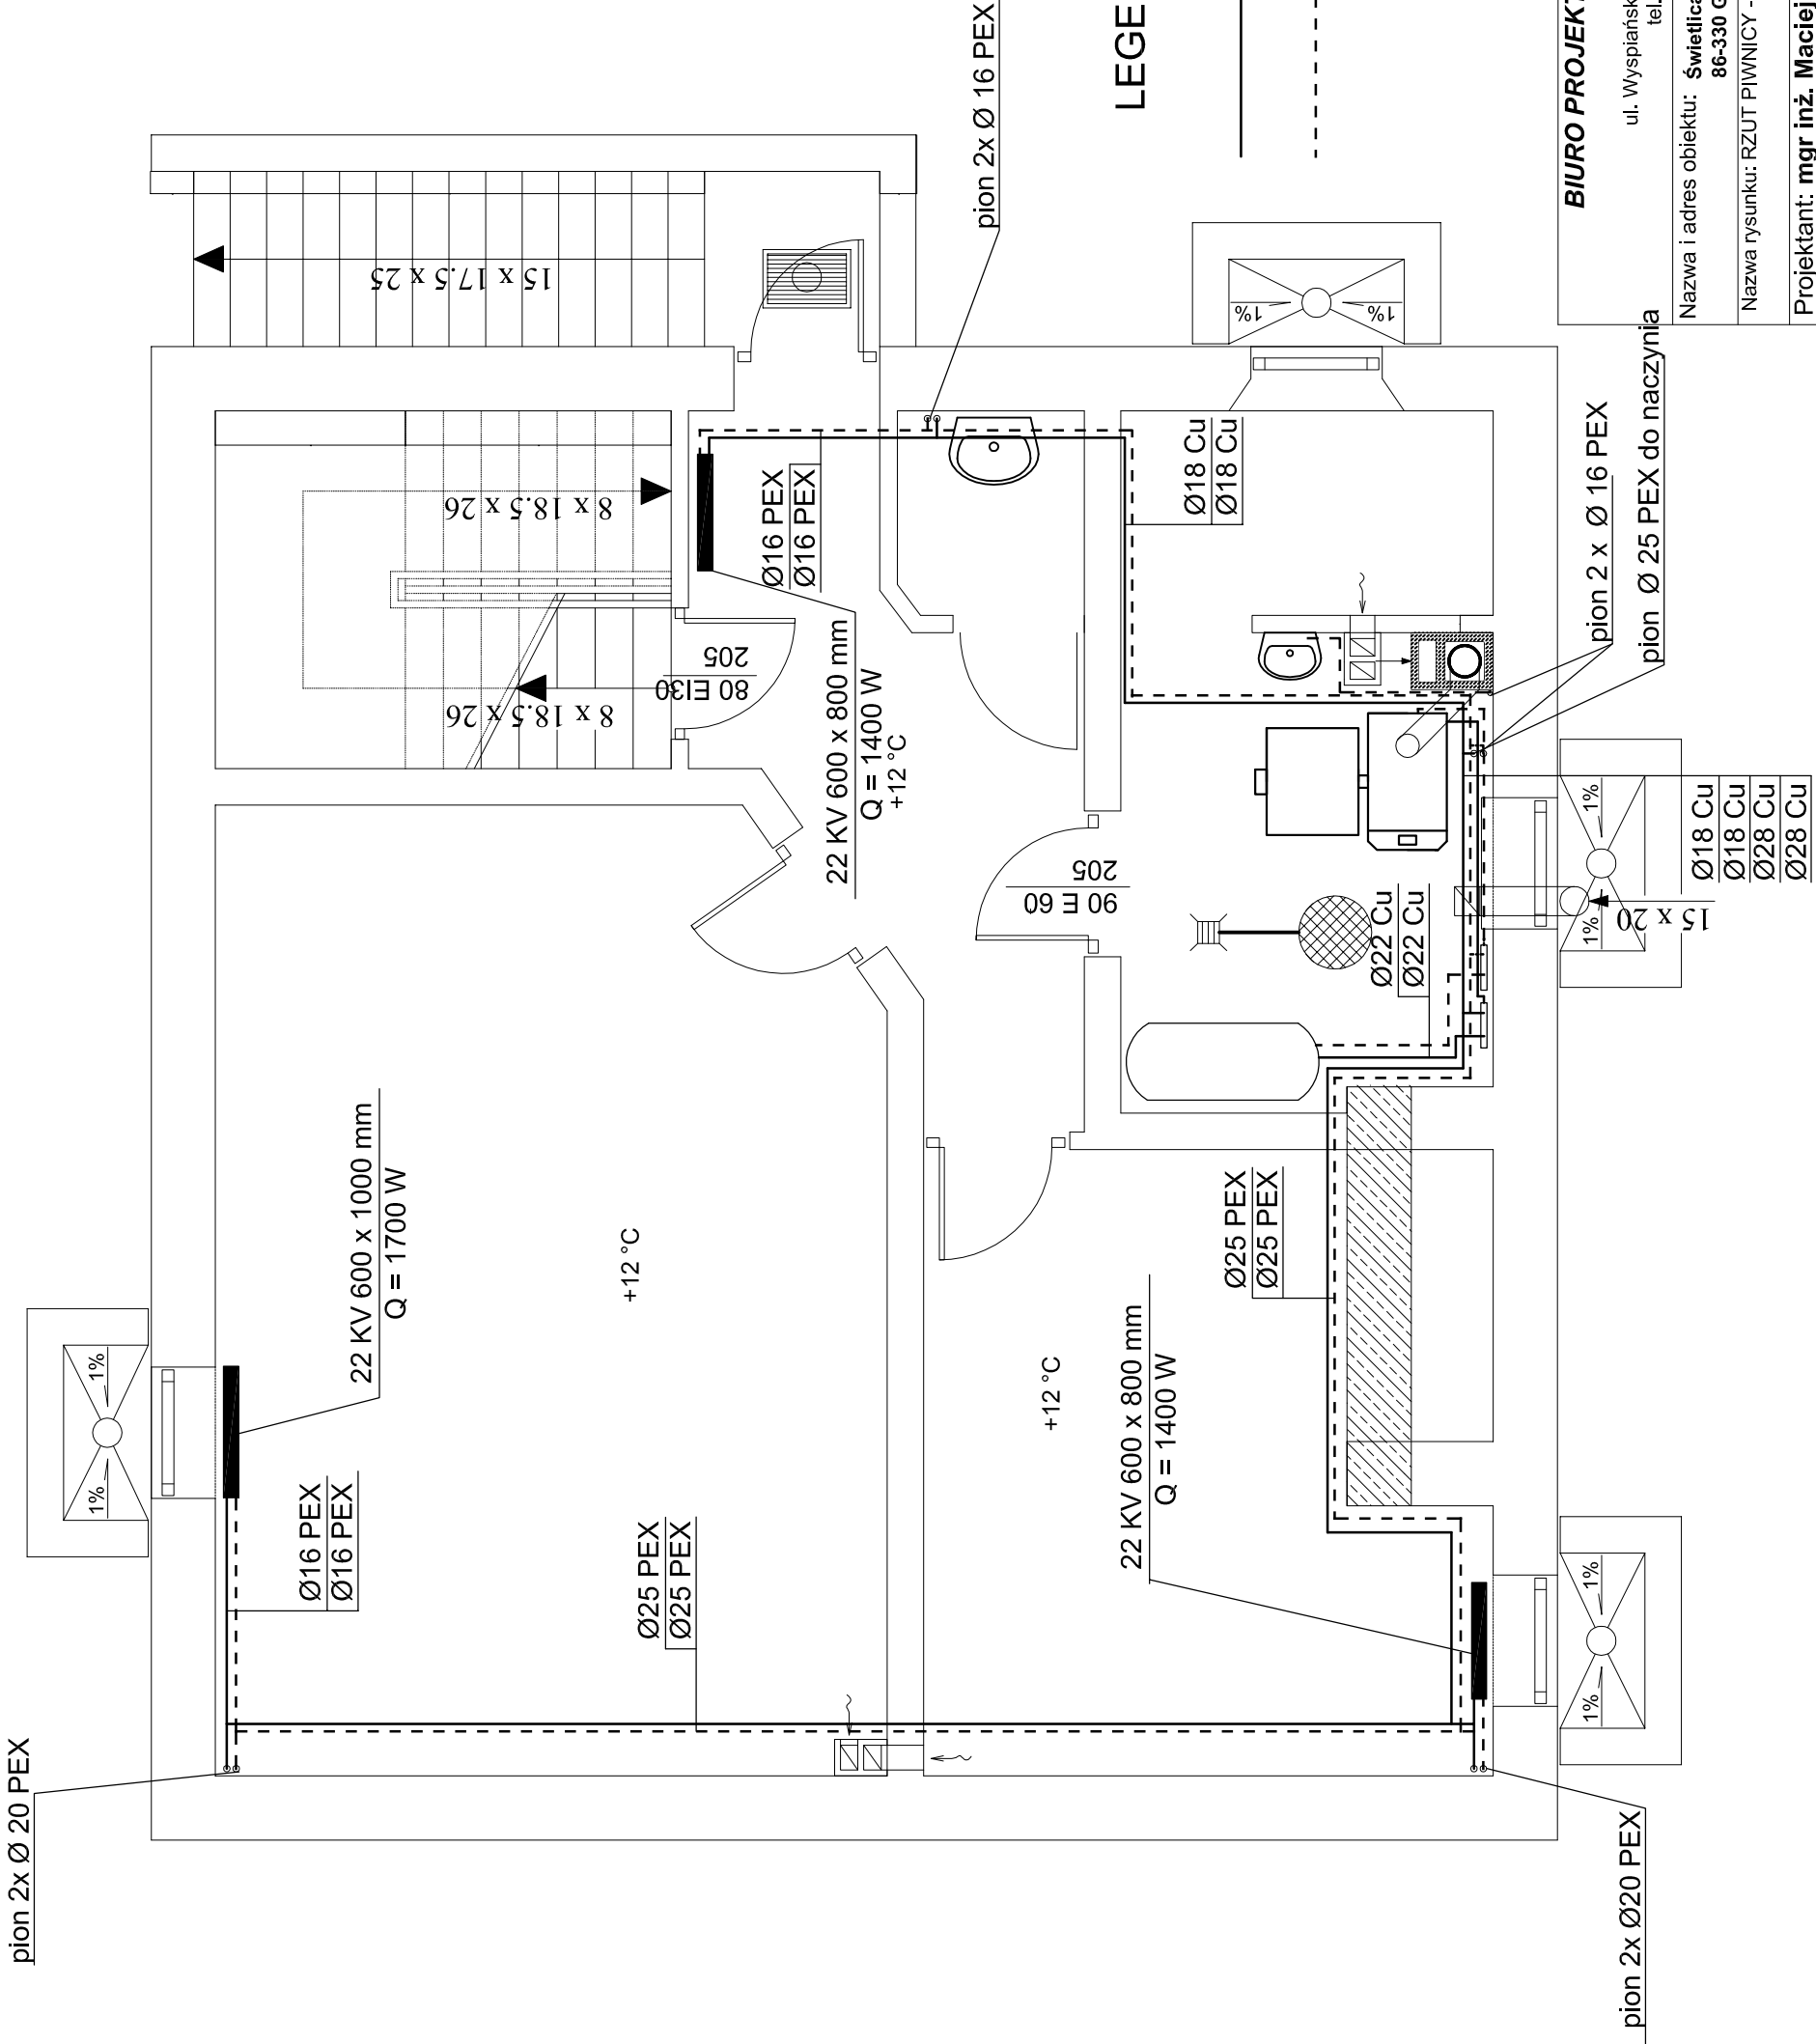 pion 2x Ø 20 PEX
Ø16 PEX
Ø16 PEX
22 KV 600 x 1000 mm
Q = 1700 W
+12 °C
Ø25 PEX
Ø25 PEX
1%
1%
8 x 18.5 x 26
8 x 18.5 x 26
15 x 17.5 x 25
80 EI30
205
Ø16 PEX
Ø16 PEX
22 KV 600 x 800 mm
Q = 1400 W
+12 °C
pion 2x Ø 16 PEX
LEGE
90 E 60
205
+12 °C
22 KV 600 x 800 mm
Q = 1400 W
Ø25 PEX
Ø25 PEX
Ø18 Cu
Ø18 Cu
1%
1%
Ø22 Cu
Ø22 Cu
pion 2 x Ø 16 PEX
pion Ø 25 PEX do naczynia
1%
1%
15 x 20
Ø18 Cu
Ø18 Cu
Ø28 Cu
Ø28 Cu
1%
1%
pion 2x Ø20 PEX
BIURO PROJEKT
ul. Wyspiańsk
tel.
Nazwa i adres obiektu: Świetlica
86-330 G
Nazwa rysunku: RZUT PIWNICY -
Projektant: mgr inż. Maciej